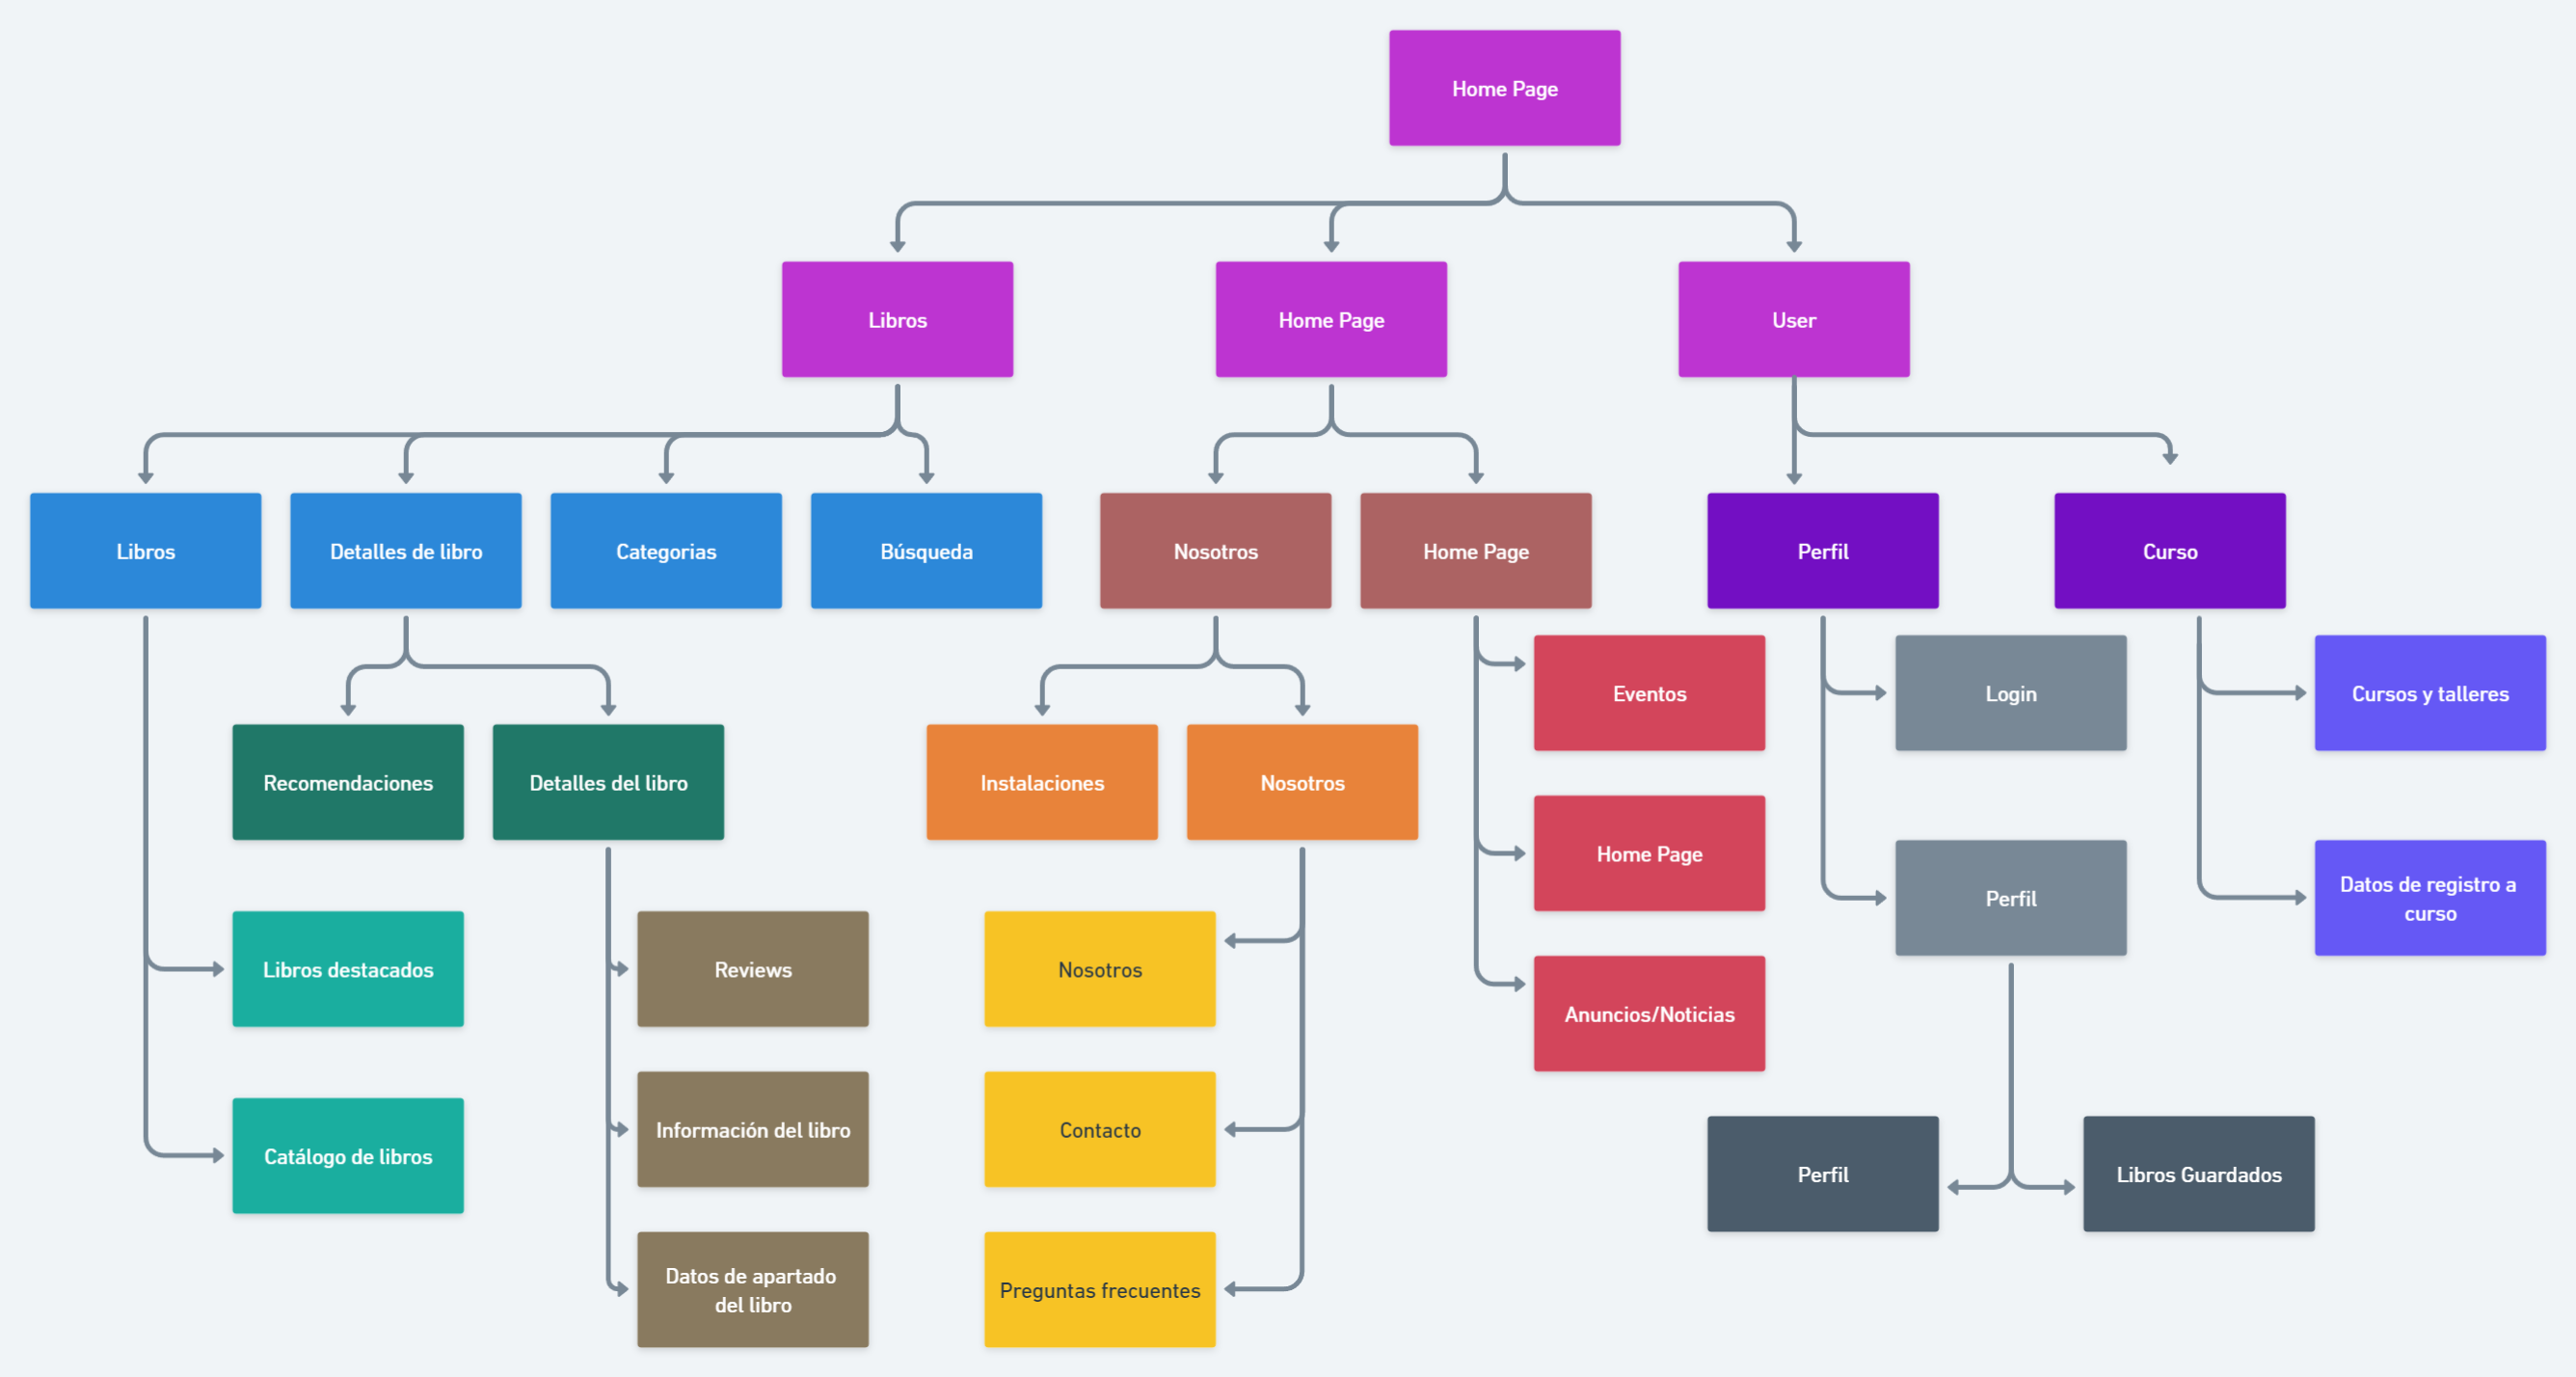 Home Page
Libros
Home Page
User
Libros
Detalles de libro
Categorias
Búsqueda
Nosotros
Home Page
Perfil
Curso
Eventos
Login
Cursos y talleres
Recomendaciones
Detalles del libro
Instalaciones
Nosotros
Home Page
Perfil
Datos de registro a
curso
Libros destacados
Reviews
Nosotros
Anuncios/Noticias
Catálogo de libros
Información del libro
Contacto
Perfil
Libros Guardados
Datos de apartado
del libro
Preguntas frecuentes